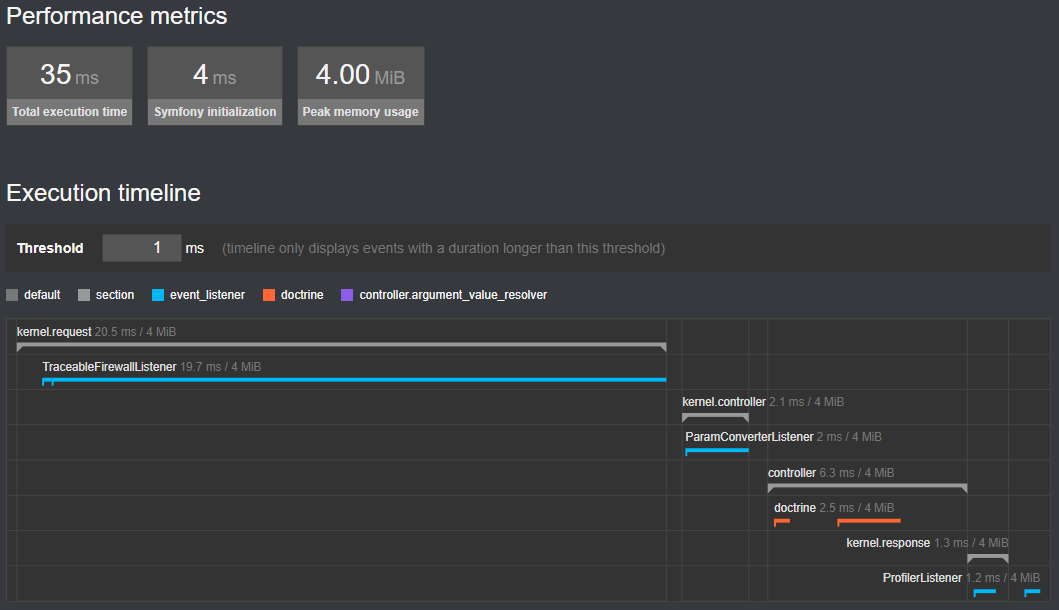 Performance metrics
35 ms 4 ms 4.00 MiB
Total execution time Symfony initialization Peak memory usage
Execution timeline
Threshold 1 ms (timeline only displays events with a duration longer than this threshold)
default section event_listener doctrine controller.argument_value_resolver
kernel.request 20.5 ms / 4 MiB
TraceableFirewallListener 19.7 ms / 4 MiB
kernel.controller 2.1 ms / 4 MiB
ParamConverterListener 2 ms / 4 MiB
controller 6.3 ms / 4 MiB
doctrine 2.5 ms / 4 MiB
kernel.response 1.3 ms / 4 MiB
ProfilerListener 1.2 ms / 4 MiB